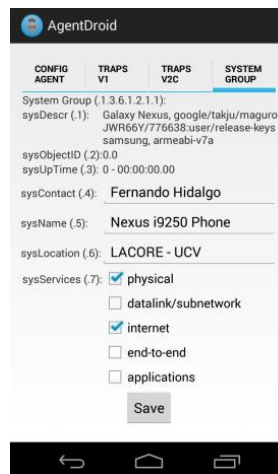 AgentDroid
CONFIG AGENT
TRAPS V1
TRAPS V2C
SYSTEM GROUP
System Group (.1.3.6.1.2.1.1):
sysDescr (.1): Galaxy Nexus, google/takju/maguro
JWR66Y/776638:user/release-keys
samsung, armeabi-v7a
sysObjectID (.2):0.0
sysUpTime (.3): 0 - 00:00:00.00
sysContact (.4): Fernando Hidalgo
sysName (.5): Nexus i9250 Phone
sysLocation (.6): LACORE - UCV
sysServices (.7): physical
datalink/subnetwork
internet
end-to-end
applications
Save